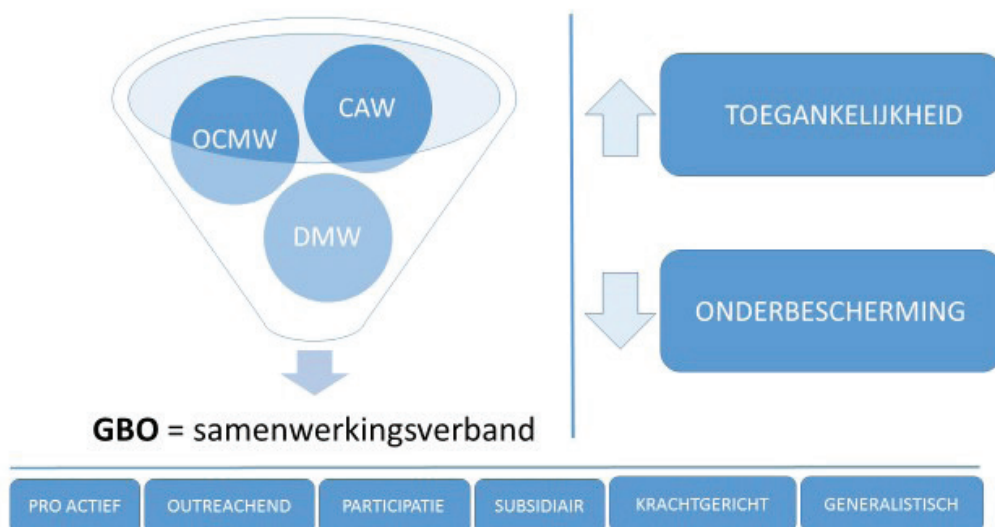 OCMW
CAW
DMW
GBO = samenwerkingsverband
TOEGANKELIJKHEID
ONDERBESCHERMING
PRO ACTIEF
OUTREACHEND
PARTICIPATIE
SUBSIDIAIR
KRACHTGERICHT
GENERALISTISCH